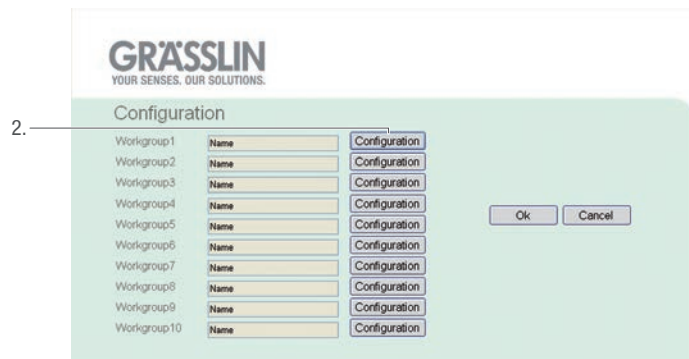 GRÄSSLIN
YOUR SENSES. OUR SOLUTIONS.
Configuration
2.
Workgroup1 Name Configuration
Workgroup2 Name Configuration
Workgroup3 Name Configuration
Workgroup4 Name Configuration
Ok Cancel
Workgroup5 Name Configuration
Workgroup6 Name Configuration
Workgroup7 Name Configuration
Workgroup8 Name Configuration
Workgroup9 Name Configuration
Workgroup10 Name Configuration